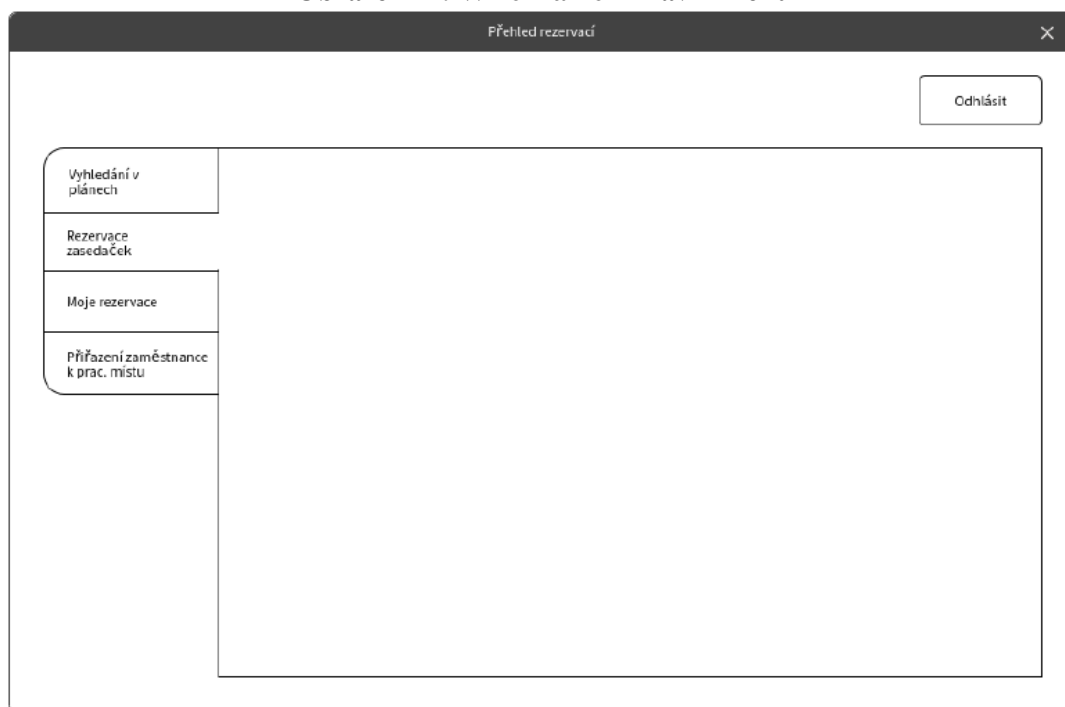 Přehled rezervací
Odhlásit
Vyhledání v
plánech
Rezervace
zasedaček
Moje rezervace
Přiřazení zaměstnance
k prac. místu